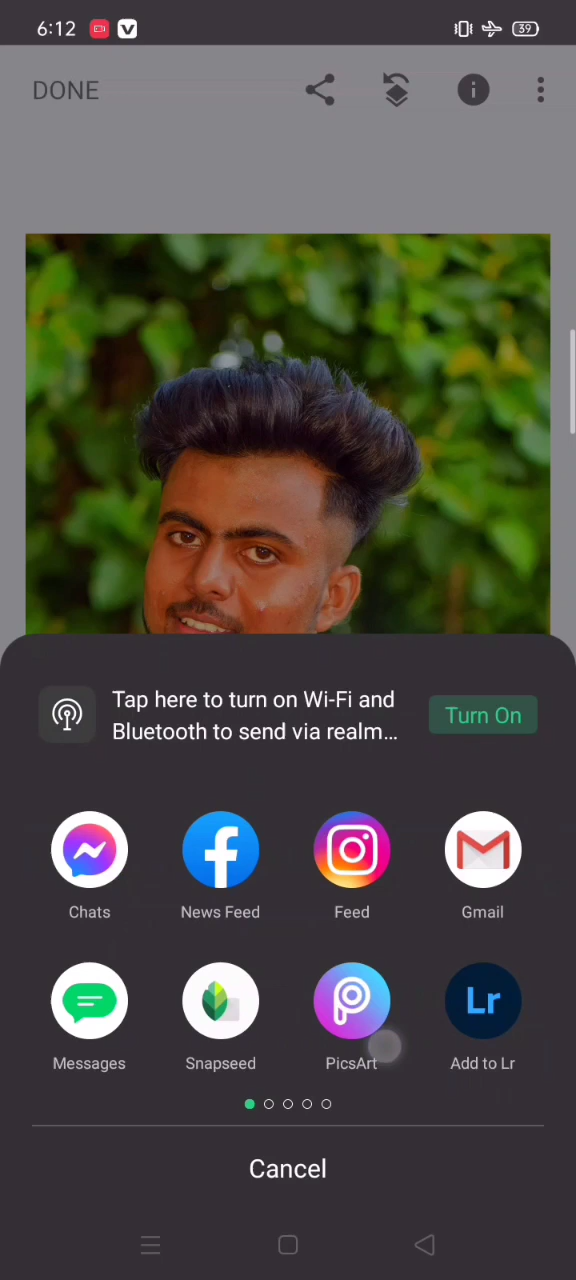 6:12
39
DONE
Tap here to turn on Wi-Fi and
Bluetooth to send via realm...
Turn On
Chats
News Feed
Feed
Gmail
Lr
Messages
Snapseed
PicsArt
Add to Lr
Cancel